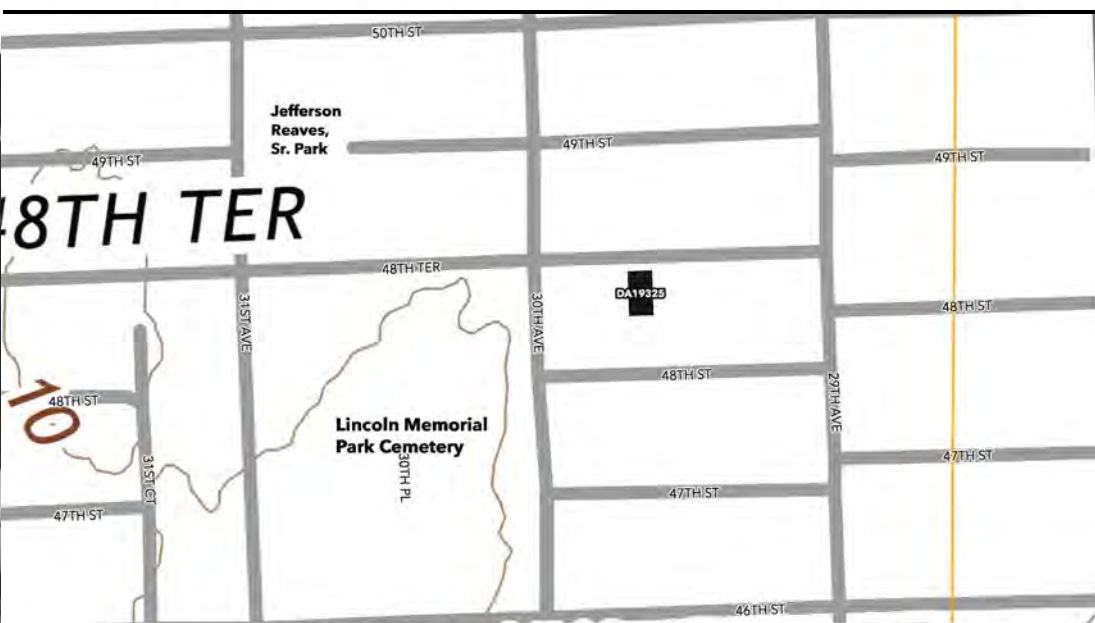 50TH ST
Jefferson
Reaves,
Sr. Park
49TH ST
49TH ST
49TH ST
48TH TER
48TH TER
DA19325
31ST AVE
30TH AVE
48TH ST
48TH ST
29TH AVE
48TH ST
10
Lincoln Memorial
Park Cemetery
30TH PL
31ST CT
47TH ST
47TH ST
47TH ST
46TH ST